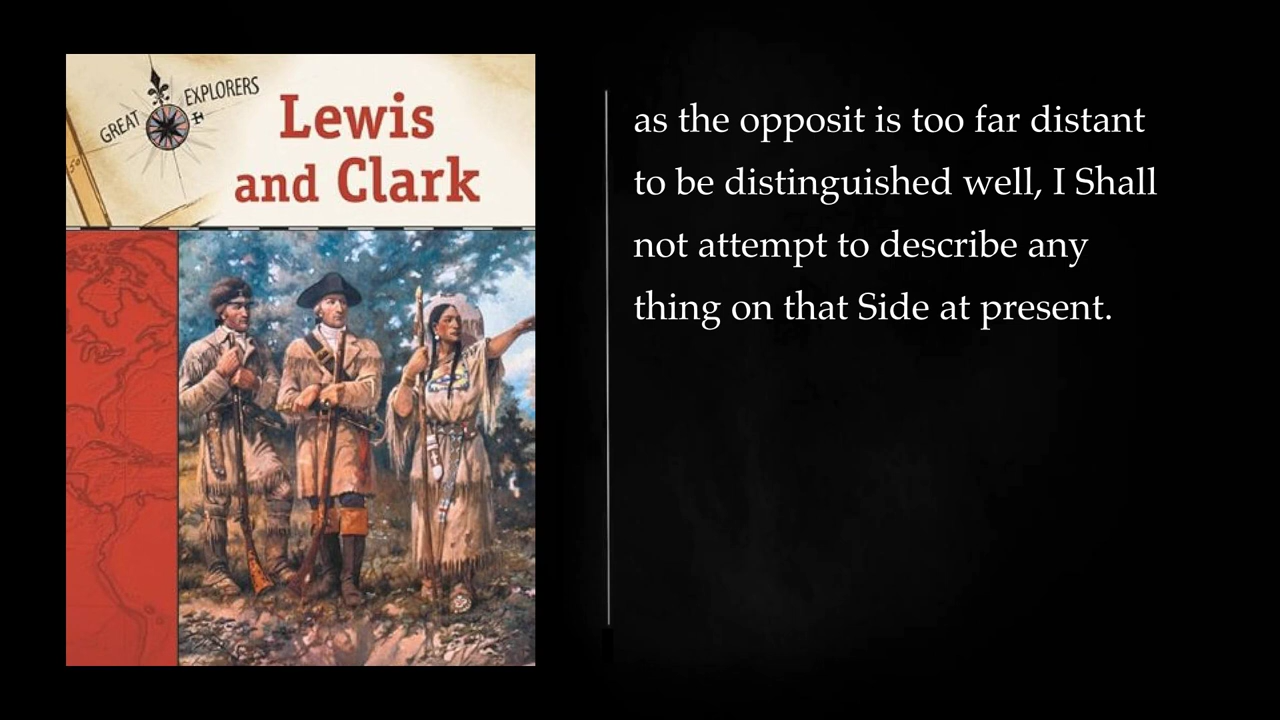 GREAT EXPLORERS
Lewis
and Clark
as the opposit is too far distant
to be distinguished well, I Shall
not attempt to describe any
thing on that Side at present.